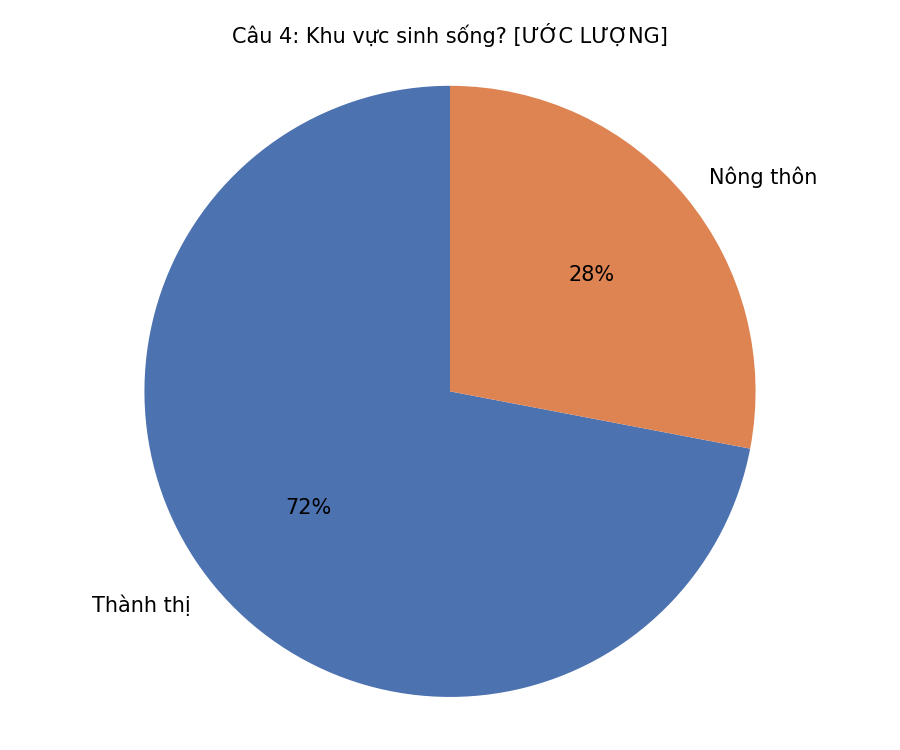 Câu 4: Khu vực sinh sống? [ƯỚC LƯỢNG]
Nông thôn
28%
72%
Thành thị